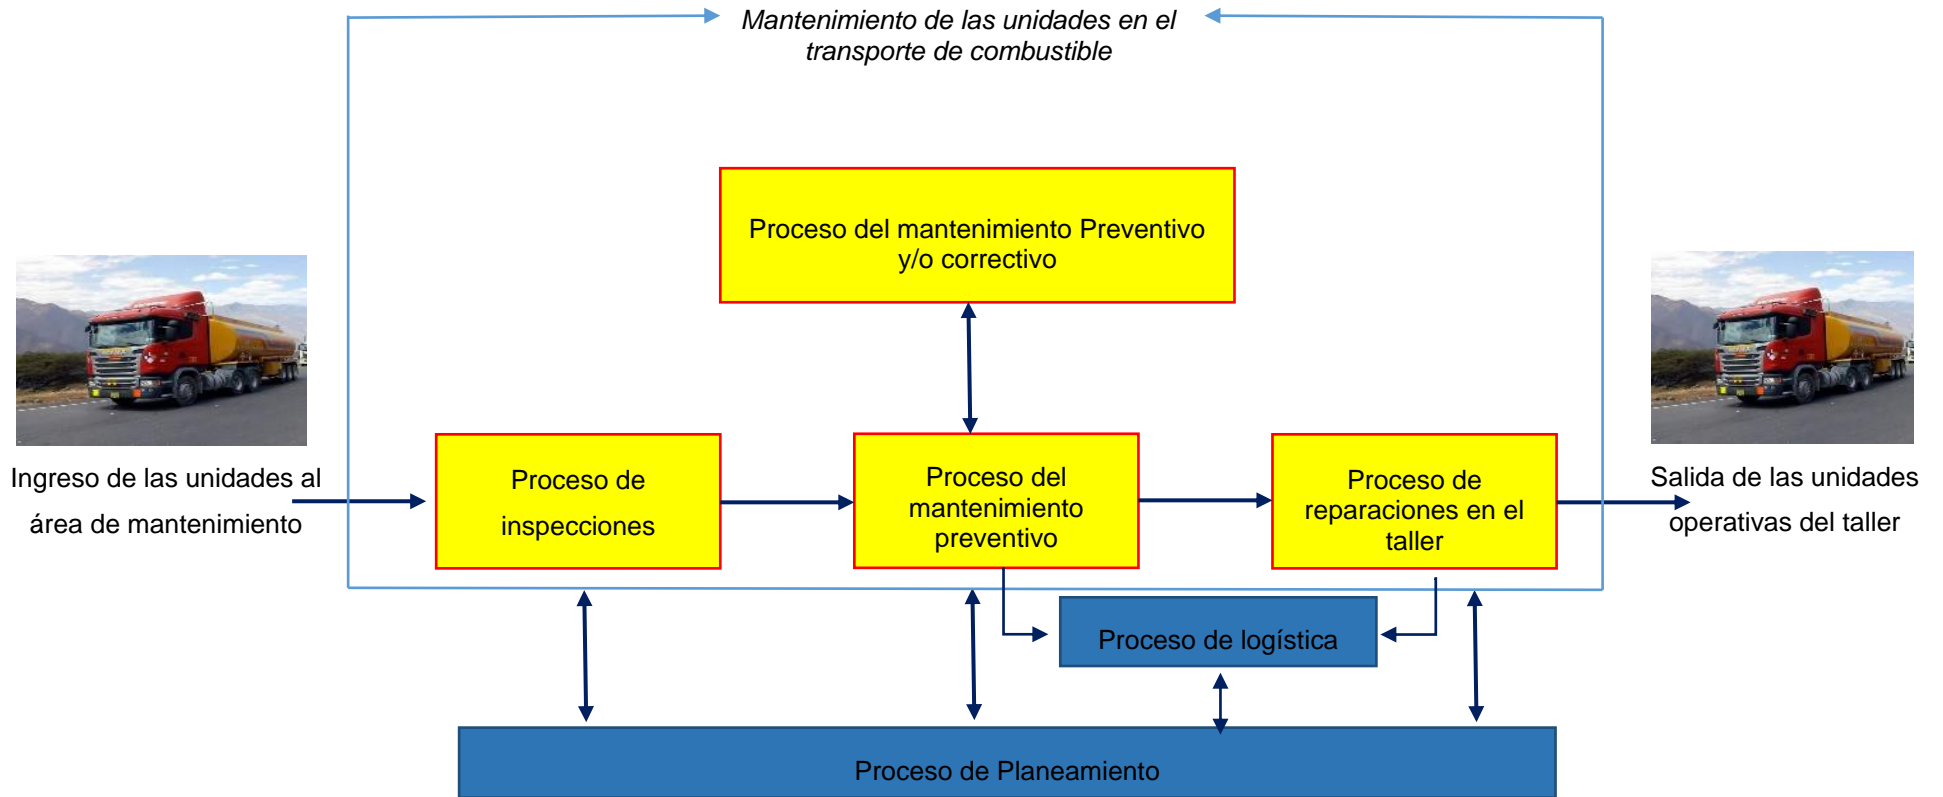 Mantenimiento de las unidades en el
transporte de combustible
Proceso del mantenimiento Preventivo
y/o correctivo
Ingreso de las unidades al
área de mantenimiento
Proceso de
inspecciones
Proceso del
mantenimiento
preventivo
Proceso de
reparaciones en el
taller
Salida de las unidades
operativas del taller
Proceso de logística
Proceso de Planeamiento